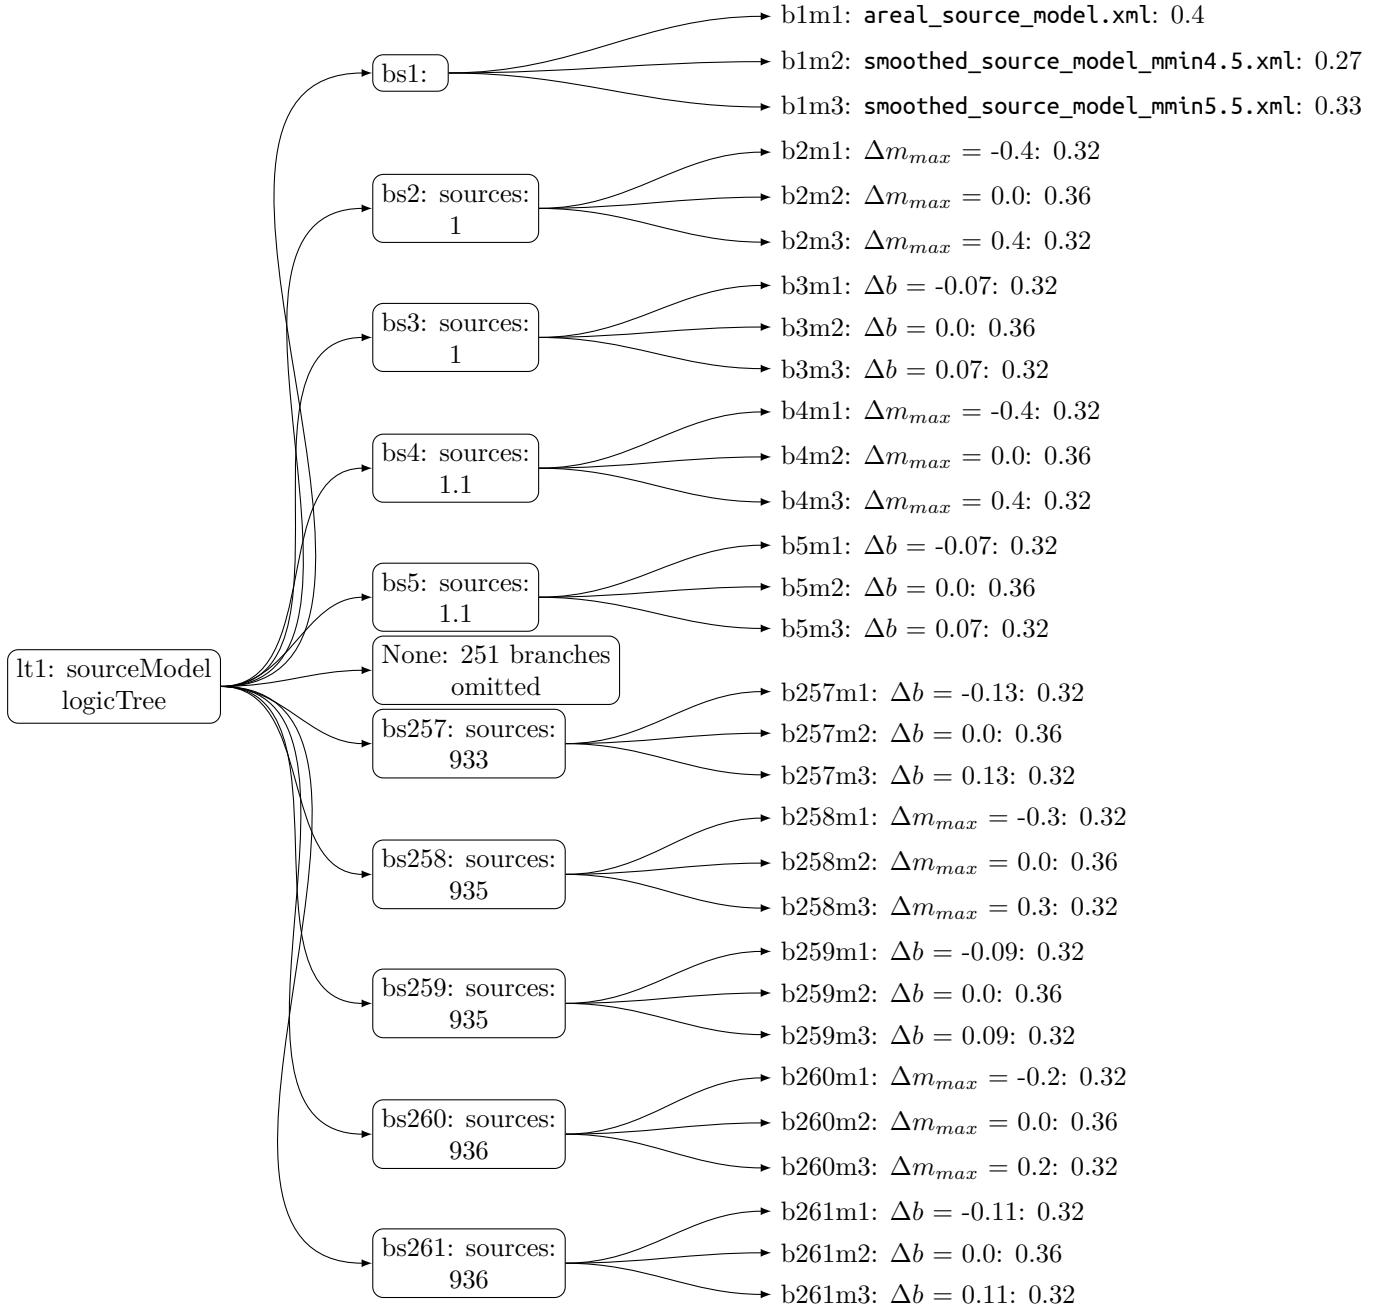 lt1: sourceModel
logicTree
bs1:
b1m1: areal_source_model.xml: 0.4
b1m2: smoothed_source_model_mmin4.5.xml: 0.27
b1m3: smoothed_source_model_mmin5.5.xml: 0.33
bs2: sources:
1
b2m1: Δm_max = -0.4: 0.32
b2m2: Δm_max = 0.0: 0.36
b2m3: Δm_max = 0.4: 0.32
bs3: sources:
1
b3m1: Δb = -0.07: 0.32
b3m2: Δb = 0.0: 0.36
b3m3: Δb = 0.07: 0.32
bs4: sources:
1.1
b4m1: Δm_max = -0.4: 0.32
b4m2: Δm_max = 0.0: 0.36
b4m3: Δm_max = 0.4: 0.32
bs5: sources:
1.1
b5m1: Δb = -0.07: 0.32
b5m2: Δb = 0.0: 0.36
b5m3: Δb = 0.07: 0.32
None: 251 branches
omitted
bs257: sources:
933
b257m1: Δb = -0.13: 0.32
b257m2: Δb = 0.0: 0.36
b257m3: Δb = 0.13: 0.32
bs258: sources:
935
b258m1: Δm_max = -0.3: 0.32
b258m2: Δm_max = 0.0: 0.36
b258m3: Δm_max = 0.3: 0.32
bs259: sources:
935
b259m1: Δb = -0.09: 0.32
b259m2: Δb = 0.0: 0.36
b259m3: Δb = 0.09: 0.32
bs260: sources:
936
b260m1: Δm_max = -0.2: 0.32
b260m2: Δm_max = 0.0: 0.36
b260m3: Δm_max = 0.2: 0.32
bs261: sources:
936
b261m1: Δb = -0.11: 0.32
b261m2: Δb = 0.0: 0.36
b261m3: Δb = 0.11: 0.32